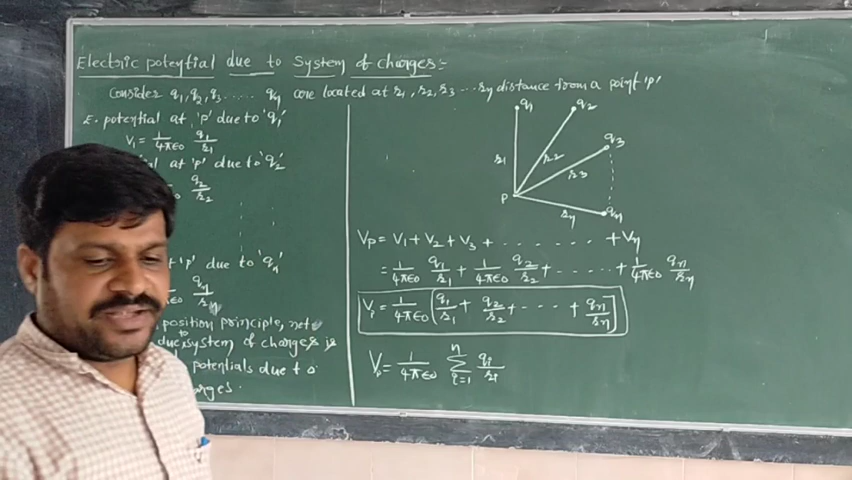 Electric potential due to System of charges:-
Consider q1, q2, q3 ...... qn are located at r1, r2, r3 ... rn distance from a point 'P'
E. potential at 'P' due to 'q1'
V1 = 1/4πε0 q1/r1
at 'P' due to 'q2'
q2/r2
'P' due to 'qn'
qn/rn
position principle, net
due to system of charges is
potentials due to
q1
q2
q3
qn
r1
r2
r3
rn
P
Vp = V1 + V2 + V3 + ........ + Vn
= 1/4πε0 q1/r1 + 1/4πε0 q2/r2 + ...... + 1/4πε0 qn/rn
Vp = 1/4πε0 [q1/r1 + q2/r2 + ---- + qn/rn]
Vp = 1/4πε0 Σ n i=1 qi/ri